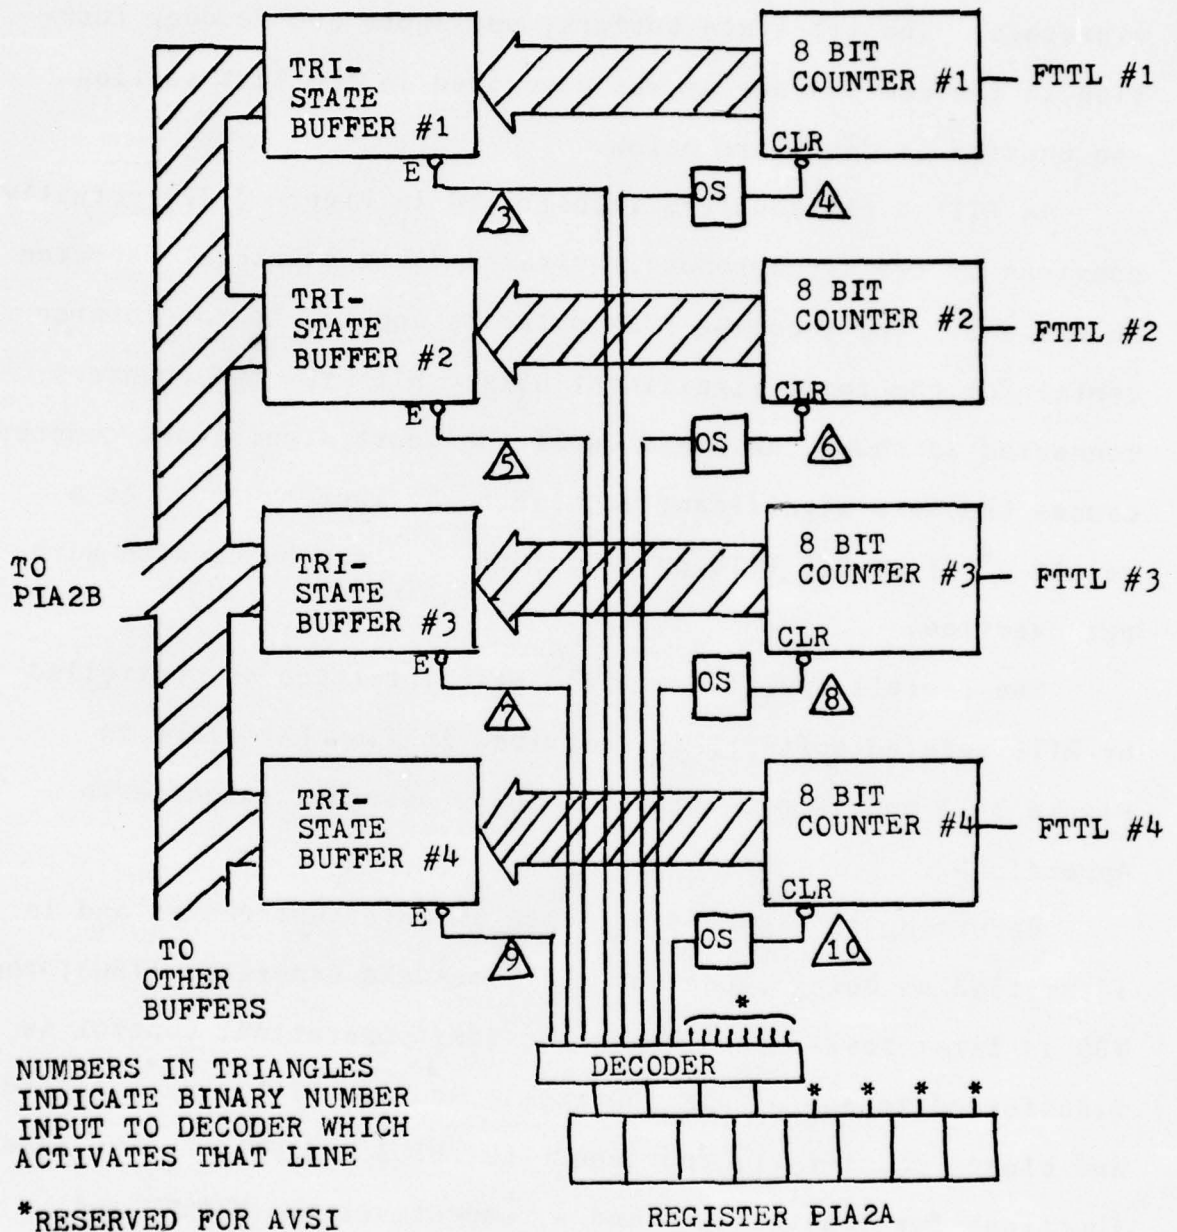 TRI-
STATE
BUFFER #1
E
3
8 BIT
COUNTER #1
CLR
OS
4
FTTL #1
TRI-
STATE
BUFFER #2
E
5
8 BIT
COUNTER #2
CLR
OS
6
FTTL #2
TO
PIA2B
TRI-
STATE
BUFFER #3
E
7
8 BIT
COUNTER #3
CLR
OS
8
FTTL #3
TRI-
STATE
BUFFER #4
E
9
8 BIT
COUNTER #4
CLR
OS
10
FTTL #4
TO
OTHER
BUFFERS
*
DECODER
* * * *
NUMBERS IN TRIANGLES
INDICATE BINARY NUMBER
INPUT TO DECODER WHICH
ACTIVATES THAT LINE
*RESERVED FOR AVSI
REGISTER PIA2A